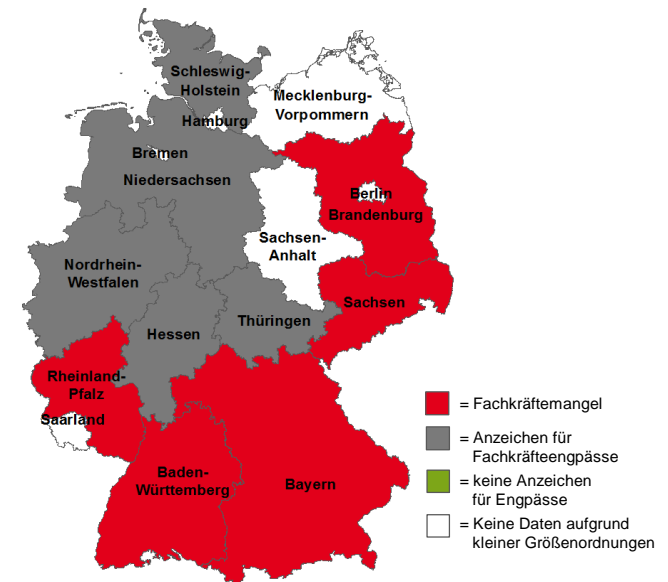 Schleswig-
Holstein
Mecklenburg-
Vorpommern
Hamburg
Bremen
Niedersachsen
Berlin
Brandenburg
Sachsen-
Anhalt
Nordrhein-
Westfalen
Sachsen
Thüringen
Hessen
Rheinland-
Pfalz
Saarland
Baden-
Württemberg
Bayern
= Fachkräftemangel
= Anzeichen für
Fachkräfteengpässe
= keine Anzeichen
für Engpässe
= Keine Daten aufgrund
kleiner Größenordnungen